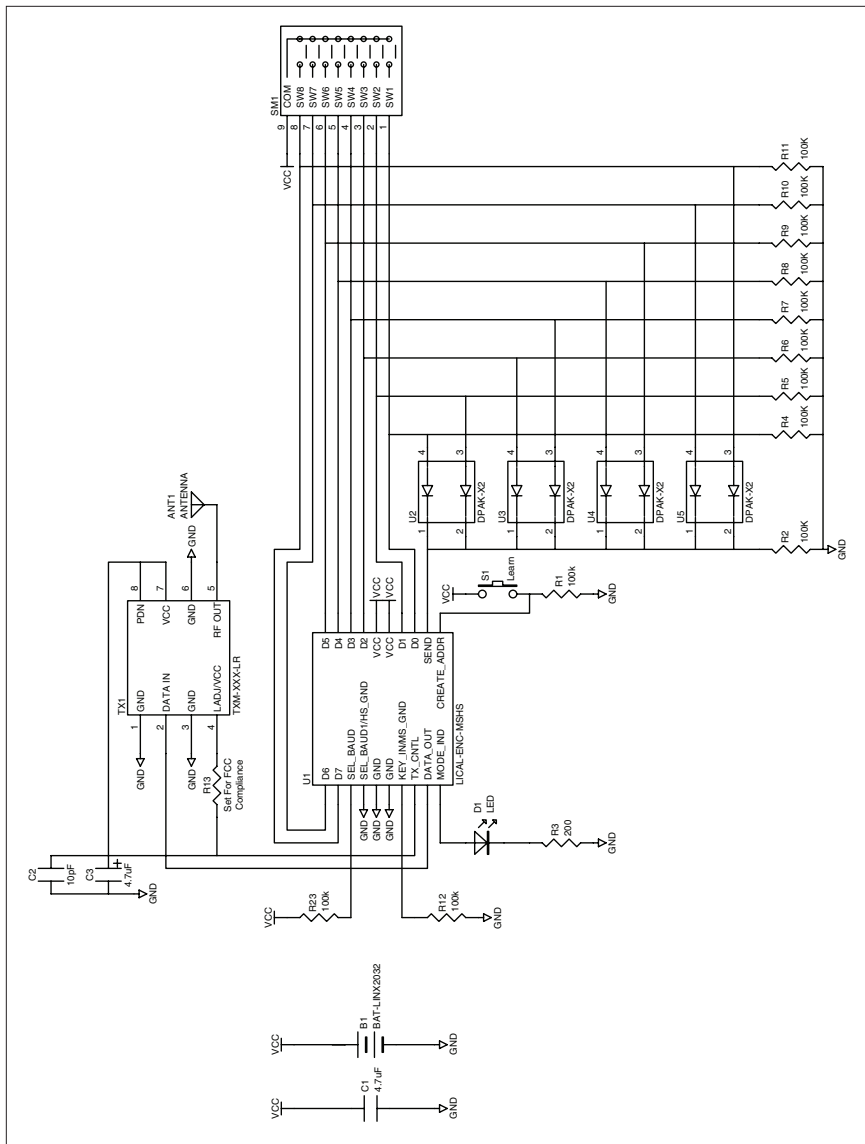 SM1
COM
SW8
SW7
SW6
SW5
SW4
SW3
SW2
SW1
9
8
7
6
5
4
3
2
1
VCC
R11
100K
R10
100K
R9
100K
R8
100K
R7
100K
R6
100K
R5
100K
R4
100K
R2
100K
GND
U2
1
2
4
3
DPAK-X2
U3
1
2
4
3
DPAK-X2
U4
1
2
4
3
DPAK-X2
U5
1
2
4
3
DPAK-X2
ANT1
ANTENNA
TX1
TXM-XXX-LR
1
GND
2
DATA IN
3
GND
4
LADJ/VCC
8
PDN
7
VCC
6
GND
5
RF OUT
GND
GND
GND
R13
Set For FCC
Compliance
C2
10pF
C3
4.7uF
+
GND
U1
LICAL-ENC-MSHS
D6
D7
SEL_BAUD
SEL_BAUD1/HS_GND
GND
GND
KEY_IN/MS_GND
TX_CNTL
DATA_OUT
MODE_IND
D5
D4
D3
D2
VCC
VCC
D1
D0
SEND
CREATE_ADDR
VCC
VCC
GND
GND
GND
VCC
S1
Learn
R1
100k
GND
D1
LED
R3
200
GND
VCC
R23
100k
R12
100k
GND
VCC
B1
BAT-LINX2032
GND
VCC
C1
4.7uF
GND